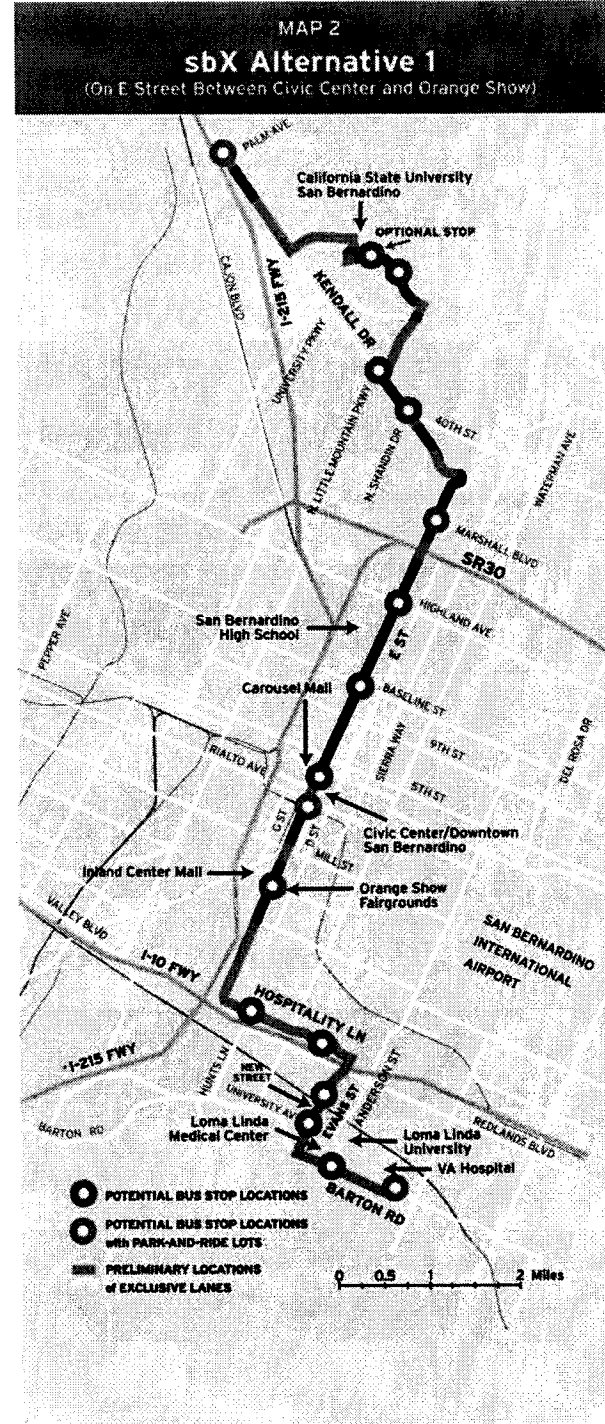 MAP 2
sbX Alternative 1
(On E Street Between Civic Center and Orange Show)
PALM AVE
California State University
San Bernardino
OPTIONAL STOP
CAJON BLVD
I-215 FWY
KENDALL DR
UNIVERSITY PKWY
N. LITTLE MOUNTAIN PKWY
N. SHANDIN DR
40TH ST
WATERMAN AVE
MARSHALL BLVD
SR30
HIGHLAND AVE
San Bernardino
High School
E ST
PEPPER AVE
Carousel Mall
BASELINE ST
SIERRA WAY
9TH ST
5TH ST
DEL ROSA DR
RIALTO AVE
G ST
D ST
Civic Center/Downtown
San Bernardino
MILL ST
Inland Center Mall
Orange Show
Fairgrounds
VALLEY BLVD
I-10 FWY
SAN BERNARDINO
INTERNATIONAL
AIRPORT
HOSPITALITY LN
I-215 FWY
HUNTS LN
NEW
STREET
UNIVERSITY AV
EVANS ST
ANDERSON ST
REDLANDS BLVD
BARTON RD
Loma Linda
Medical Center
Loma Linda
University
VA Hospital
BARTON RD
POTENTIAL BUS STOP LOCATIONS
POTENTIAL BUS STOP LOCATIONS
with PARK-AND-RIDE LOTS
PRELIMINARY LOCATIONS
of EXCLUSIVE LANES
0 0.5 1 2 Miles